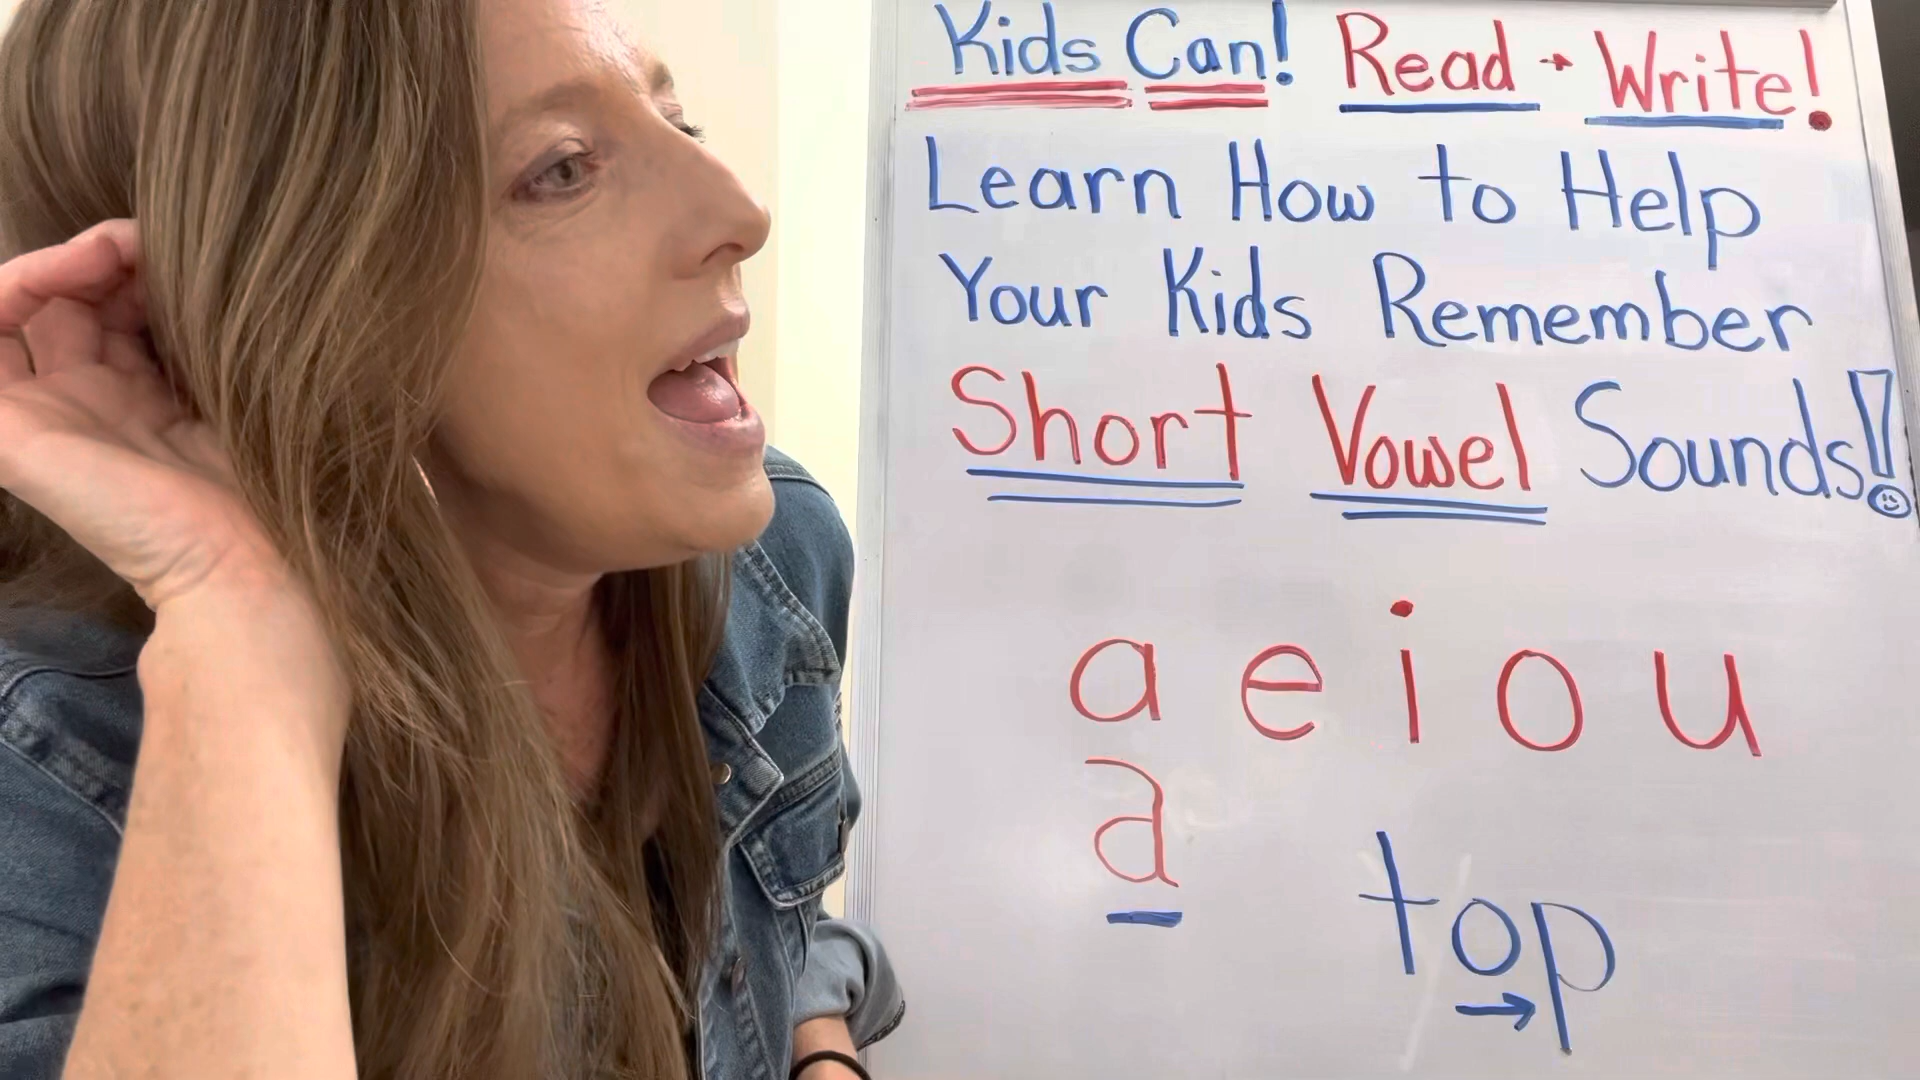 Kids Can! Read → Write!
Learn How to Help
Your Kids Remember
Short Vowel Sounds!
a e i o u
a
top